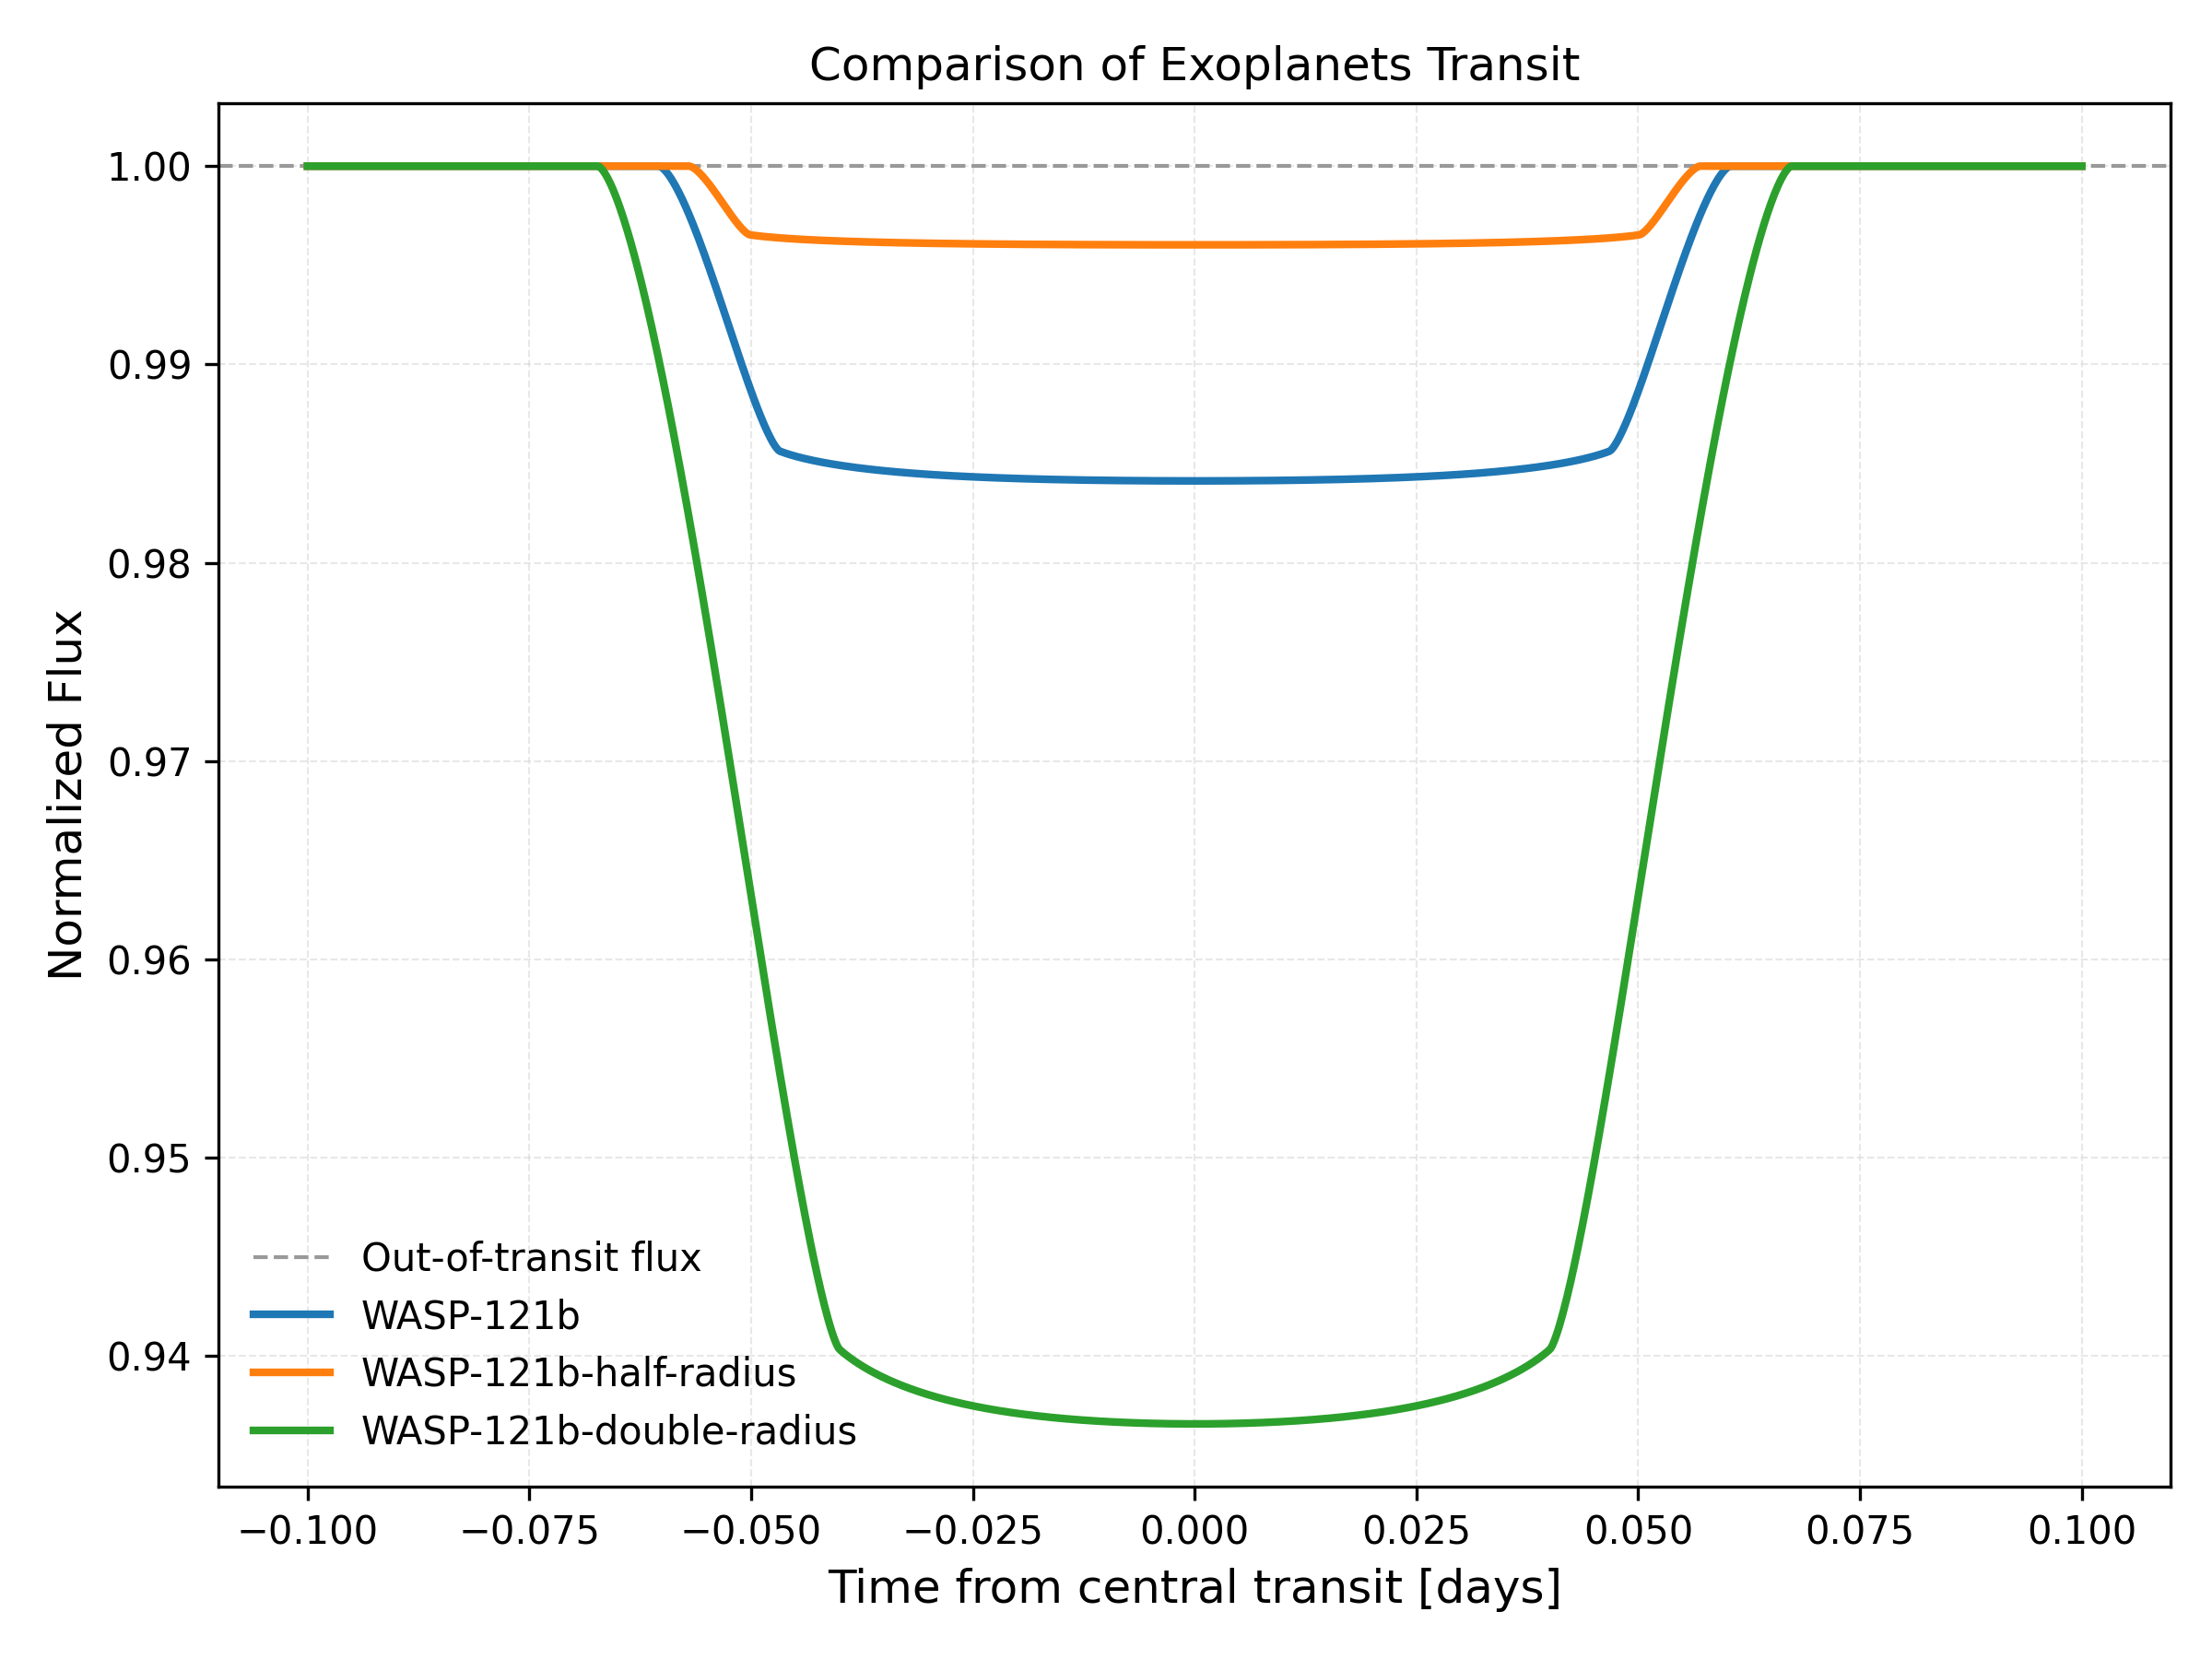 Comparison of Exoplanets Transit
Normalized Flux
1.00
0.99
0.98
0.97
0.96
0.95
0.94
Out-of-transit flux
WASP-121b
WASP-121b-half-radius
WASP-121b-double-radius
−0.100 −0.075 −0.050 −0.025 0.000 0.025 0.050 0.075 0.100
Time from central transit [days]